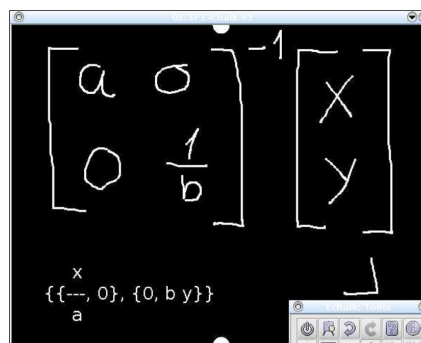 [a 0
0 1/b]^-1 [x
y]
x
{{---, 0}, {0, b y}}
a